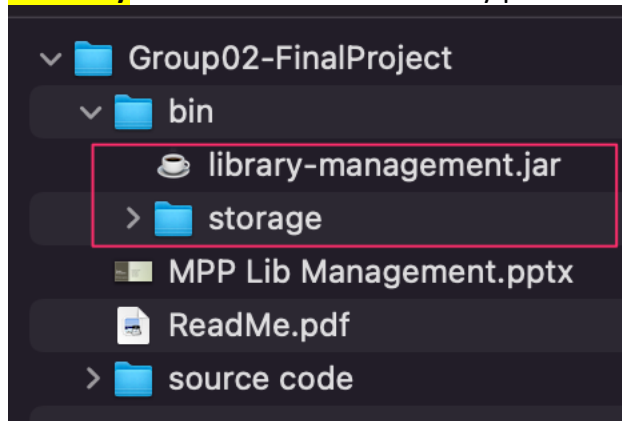 Group02-FinalProject
bin
library-management.jar
storage
MPP Lib Management.pptx
ReadMe.pdf
source code